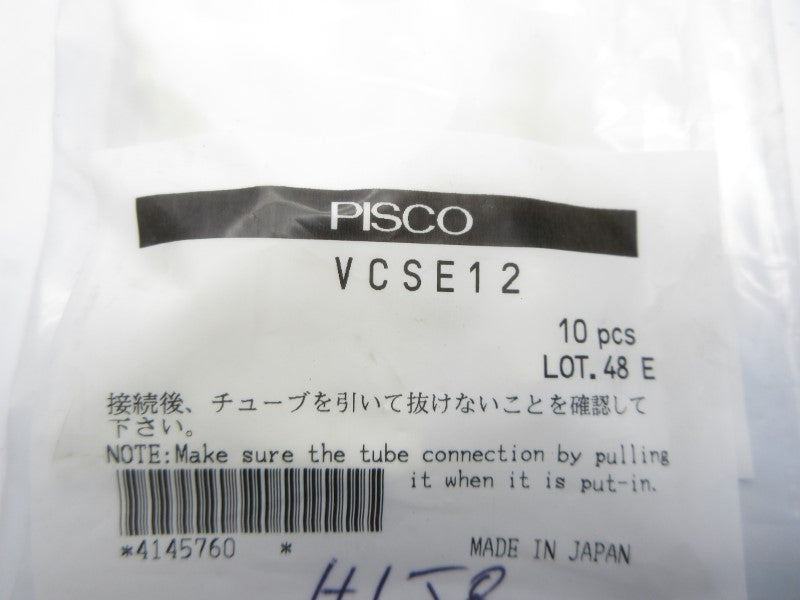 PISCO
VCSE12
10 pcs
LOT. 48 E
接続後、チューブを引いて抜けないことを確認して
下さい。
NOTE:Make sure the tube connection by pulling
it when it is put-in.
*4145760 *
MADE IN JAPAN